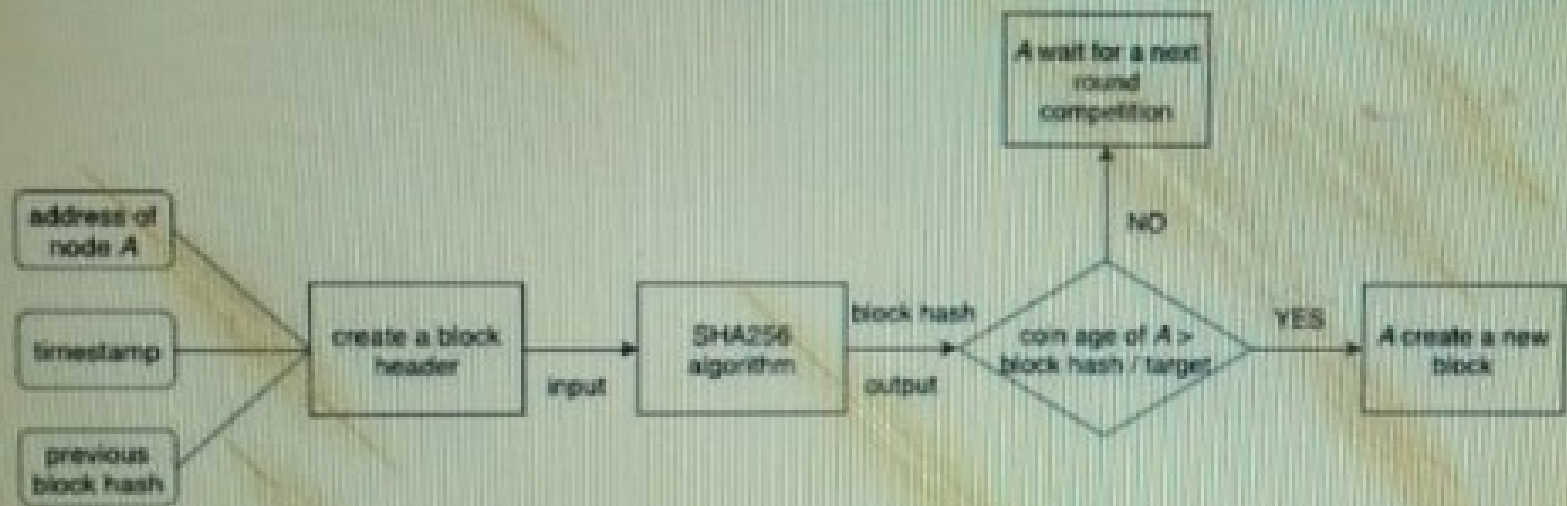 address of
node A
timestamp
previous
block hash
create a block
header
input
SHA256
algorithm
block hash
output
coin age of A >
block hash / target
NO
A wait for a next
round
competition
YES
A create a new
block